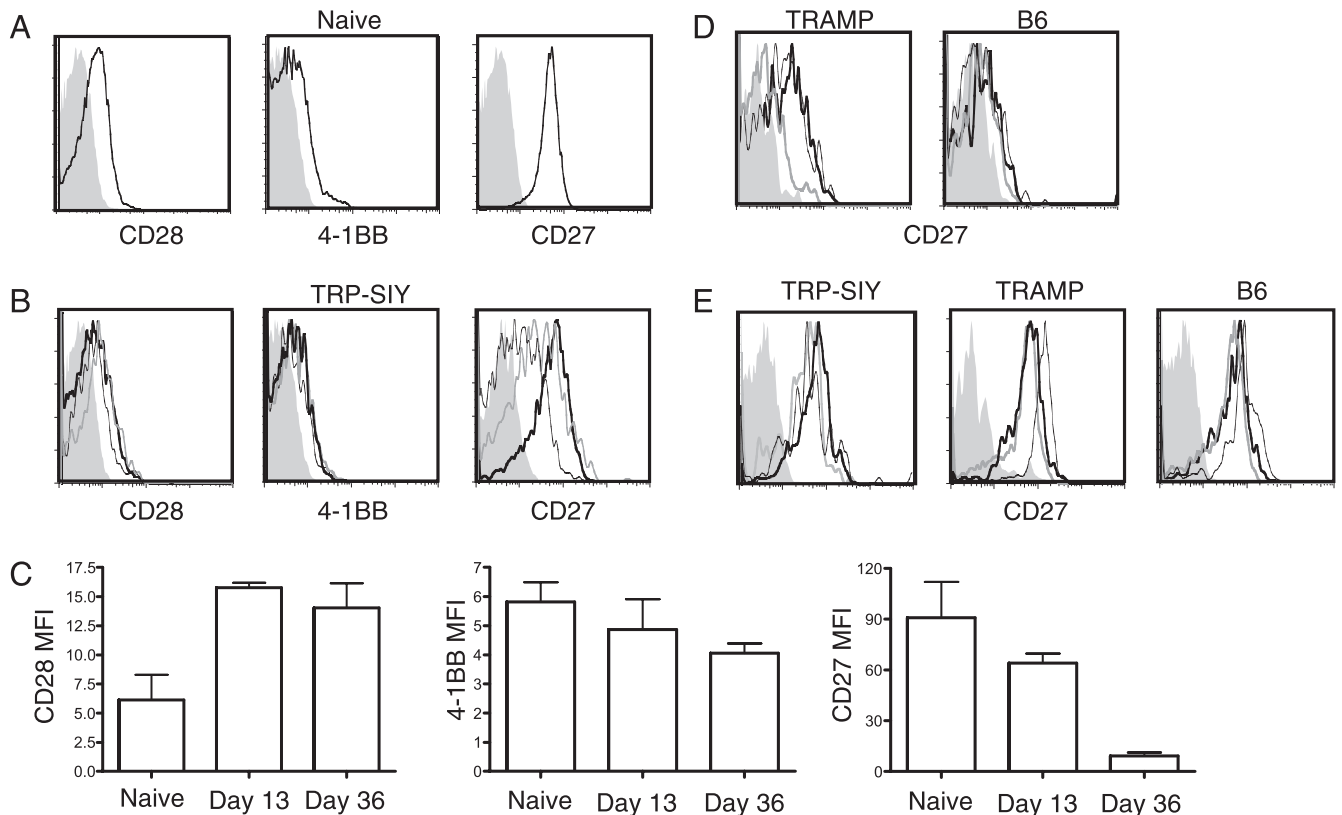 A
Naive
CD28
4-1BB
CD27
D
TRAMP
B6
CD27
B
TRP-SIY
CD28
4-1BB
CD27
E
TRP-SIY
TRAMP
B6
CD27
C
CD28 MFI
17.5
15.0
12.5
10.0
7.5
5.0
2.5
0.0
Naive Day 13 Day 36
4-1BB MFI
7
6
5
4
3
2
1
0
Naive Day 13 Day 36
CD27 MFI
120
90
60
30
0
Naive Day 13 Day 36